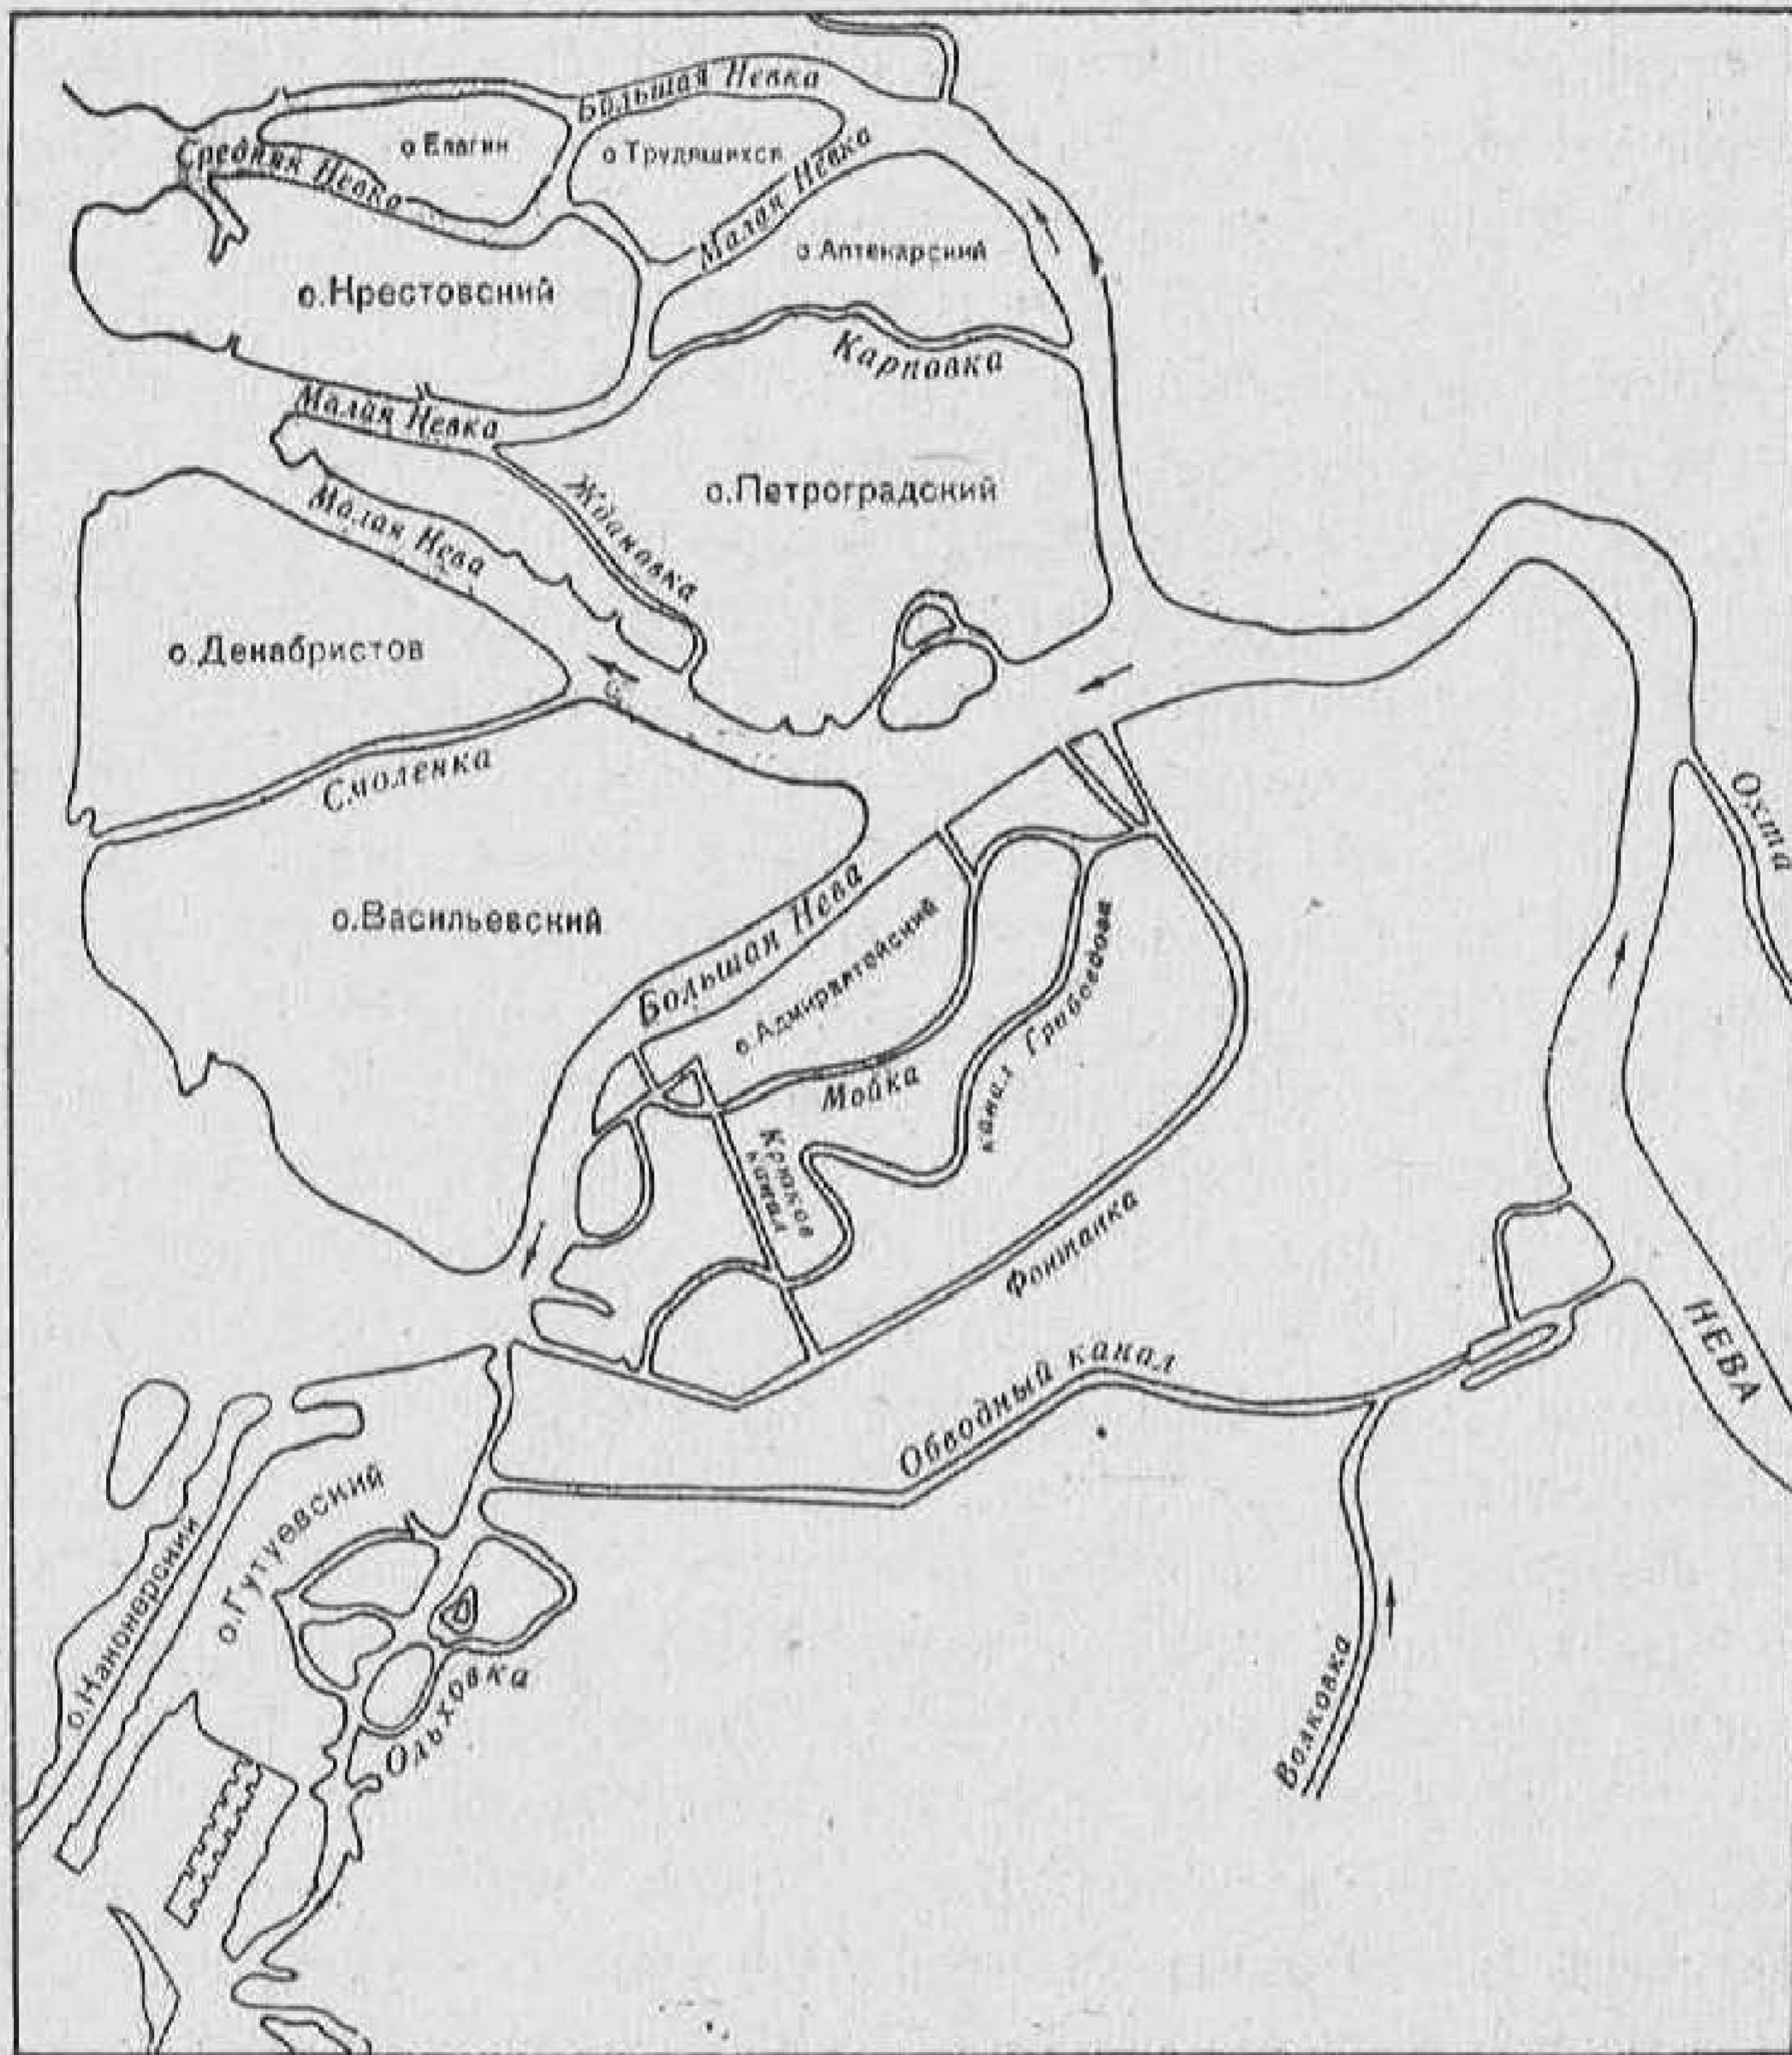 Большая Невка
о Елагин
о Трудящихся
Средняя Невка
Малая Невка
о.Аптекарский
о.Крестовский
Карповка
Малая Невка
о.Петроградский
Ждановка
Малая Нева
о.Декабристов
Смоленка
Охта
о.Васильевский
Большая Нева
о.Адмиралтейский
канал Грибоедова
Мойка
Крюков
канал
Фонтанка
НЕВА
Обводный канал
о.Гутуевский
о.Канонерский
Ольховка
Волковка